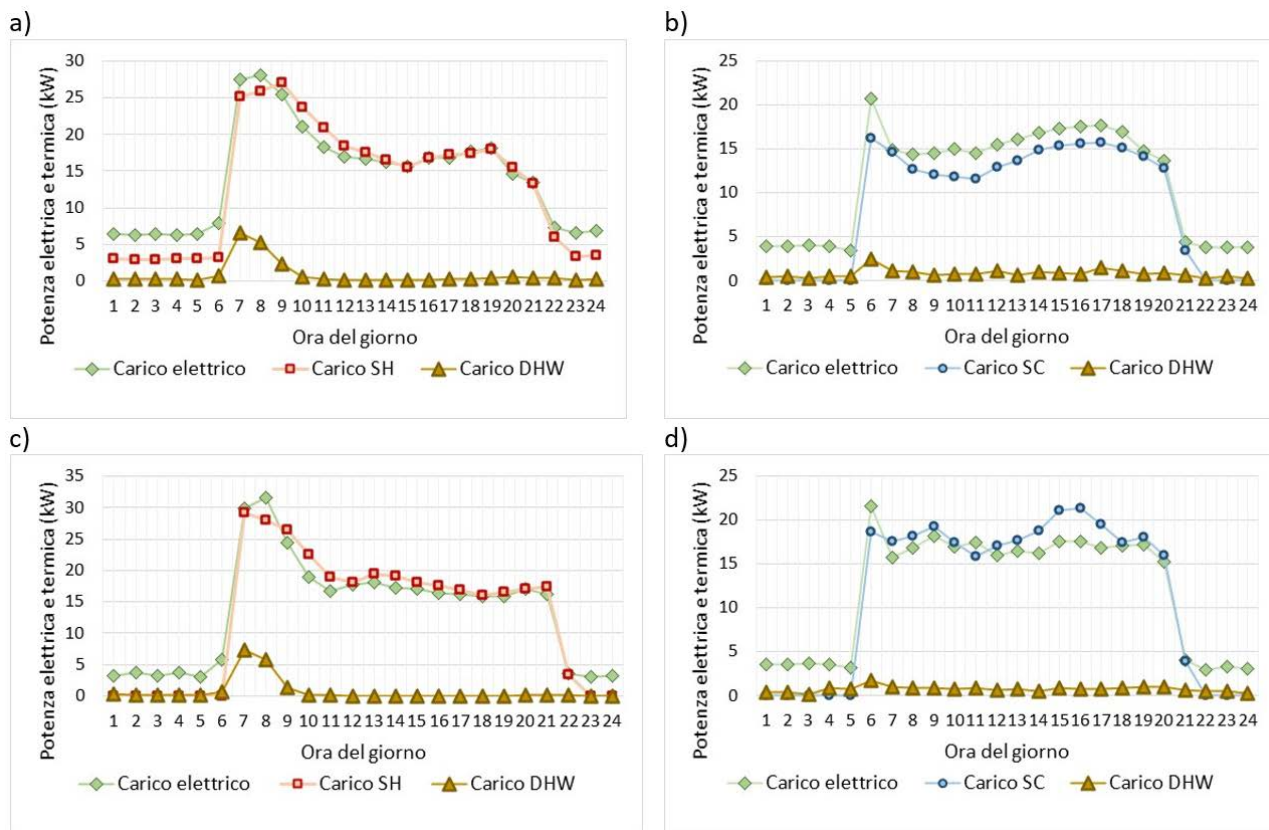 a)
Potenza elettrica e termica (kW)
30
25
20
15
10
5
0
1 2 3 4 5 6 7 8 9 10 11 12 13 14 15 16 17 18 19 20 21 22 23 24
Ora del giorno
Carico elettrico Carico SH Carico DHW
b)
Potenza elettrica e termica (kW)
25
20
15
10
5
0
1 2 3 4 5 6 7 8 9 10 11 12 13 14 15 16 17 18 19 20 21 22 23 24
Ora del giorno
Carico elettrico Carico SC Carico DHW
c)
Potenza elettrica e termica (kW)
35
30
25
20
15
10
5
0
1 2 3 4 5 6 7 8 9 10 11 12 13 14 15 16 17 18 19 20 21 22 23 24
Ora del giorno
Carico elettrico Carico SH Carico DHW
d)
Potenza elettrica e termica (kW)
25
20
15
10
5
0
1 2 3 4 5 6 7 8 9 10 11 12 13 14 15 16 17 18 19 20 21 22 23 24
Ora del giorno
Carico elettrico Carico SC Carico DHW